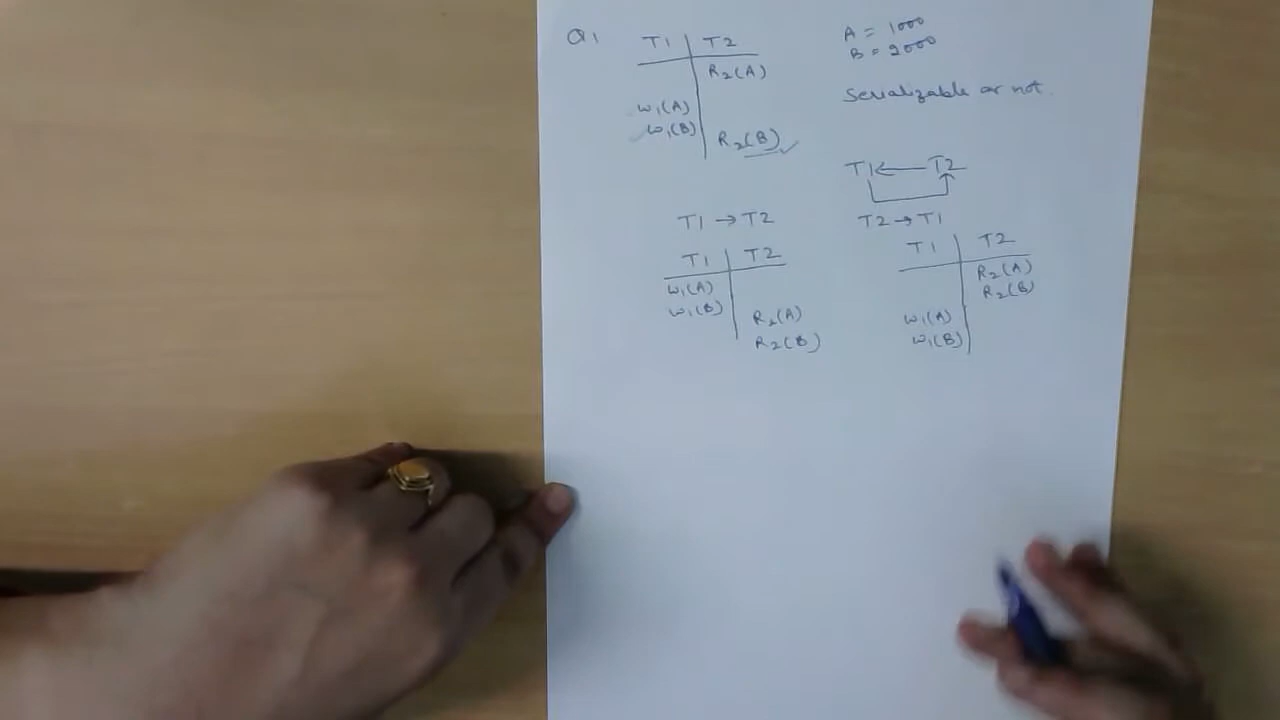 Q1
T1 T2
R2(A)
W1(A)
W1(B)
R2(B)
A = 1000
B = 2000
Serializable or not.
T1 ← T2
T1 → T2
T1 T2
W1(A)
W1(B)
R2(A)
R2(B)
T2 → T1
T1 T2
R2(A)
R2(B)
W1(A)
W1(B)